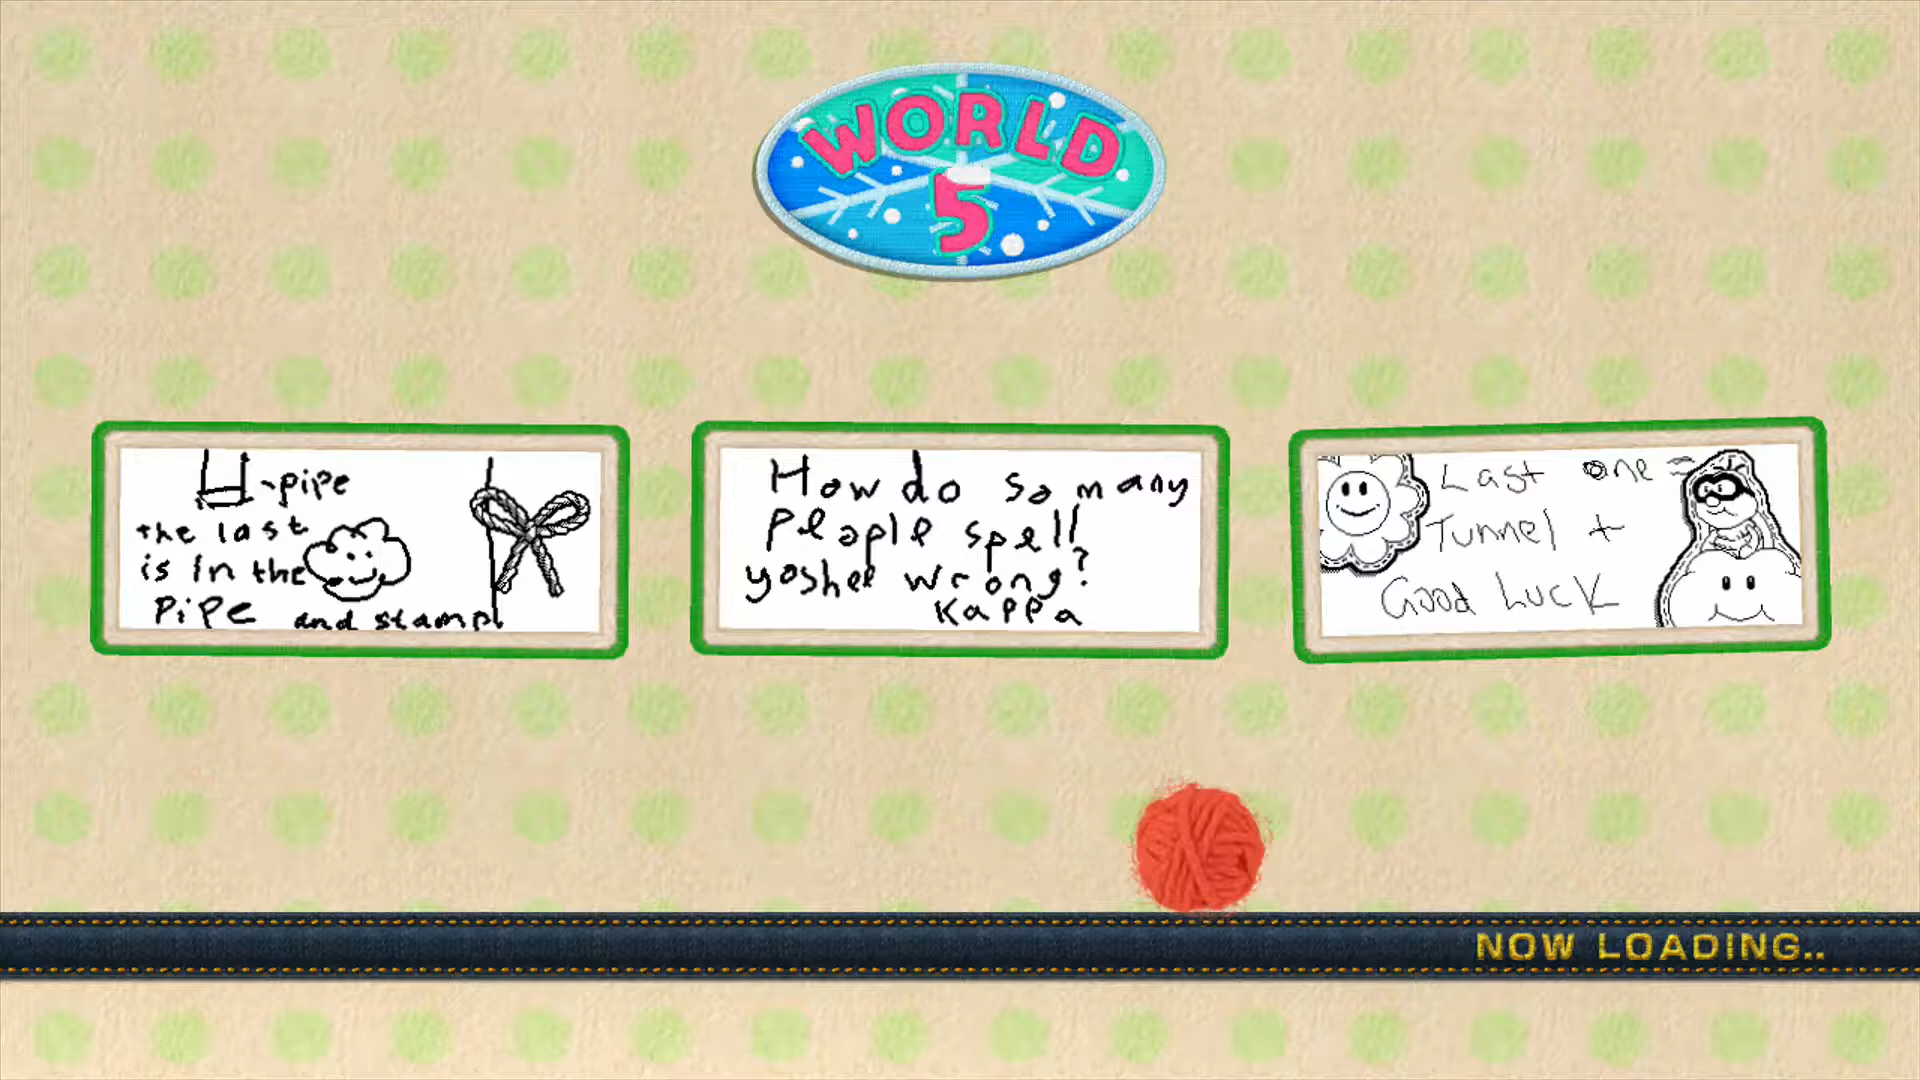 WORLD
5
U-pipe
the last
is in the
PiPe and stamp
How do so many
People spell
yoshee wrong?
Kappa
Last one =
Tunnel +
Good Luck
NOW LOADING..